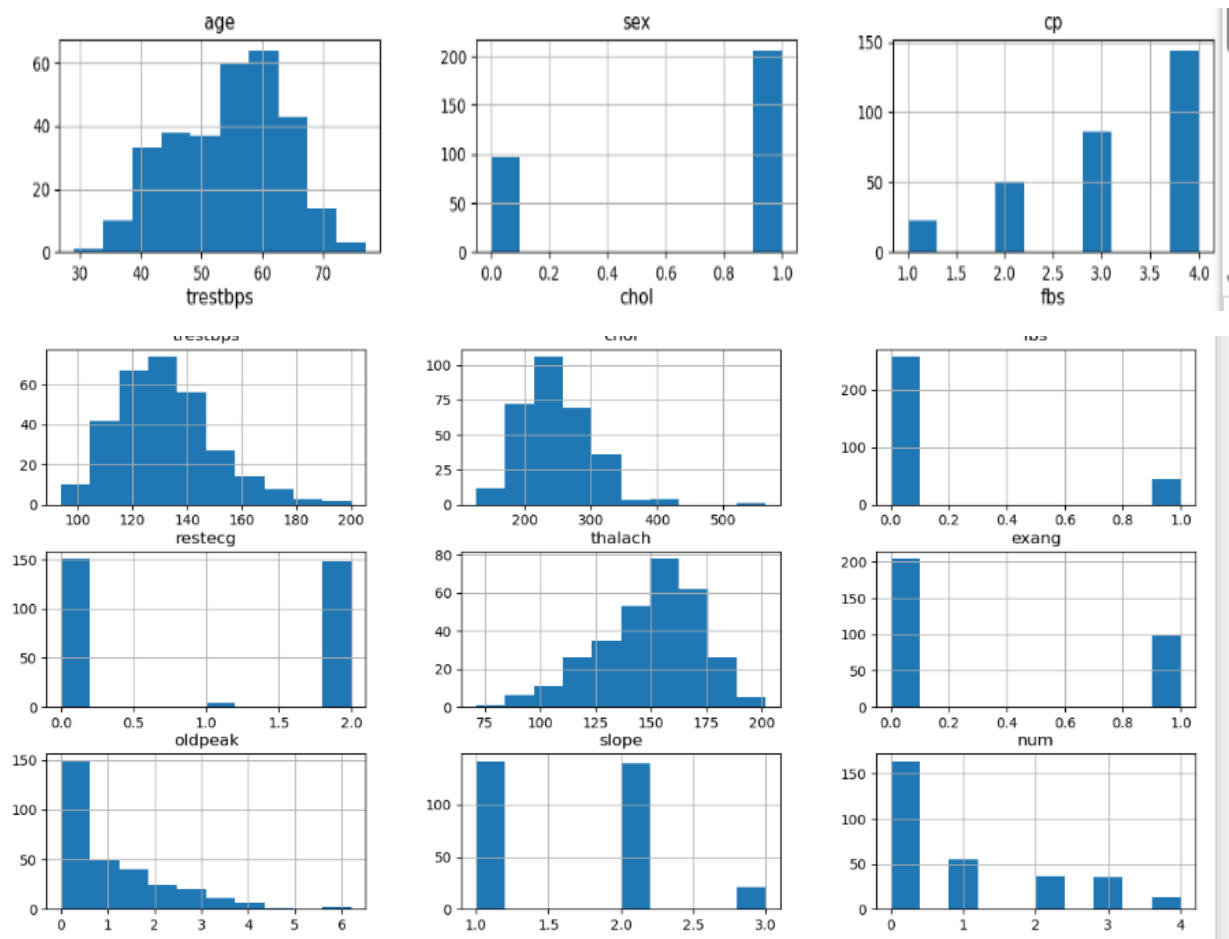 age sex cp
60 40 20 0
200 150 100 50 0
150 100 50 0
30 40 50 60 70
0.0 0.2 0.4 0.6 0.8 1.0
1.0 1.5 2.0 2.5 3.0 3.5 4.0
trestbps chol fbs
trestbps chol fbs
60 40 20 0
100 75 50 25 0
200 100 0
100 120 140 160 180 200
200 300 400 500
0.0 0.2 0.4 0.6 0.8 1.0
restecg thalach exang
150 100 50 0
80 60 40 20 0
200 150 100 50 0
0.0 0.5 1.0 1.5 2.0
75 100 125 150 175 200
0.0 0.2 0.4 0.6 0.8 1.0
oldpeak slope num
150 100 50 0
100 50 0
150 100 50 0
0 1 2 3 4 5 6
1.0 1.5 2.0 2.5 3.0
0 1 2 3 4